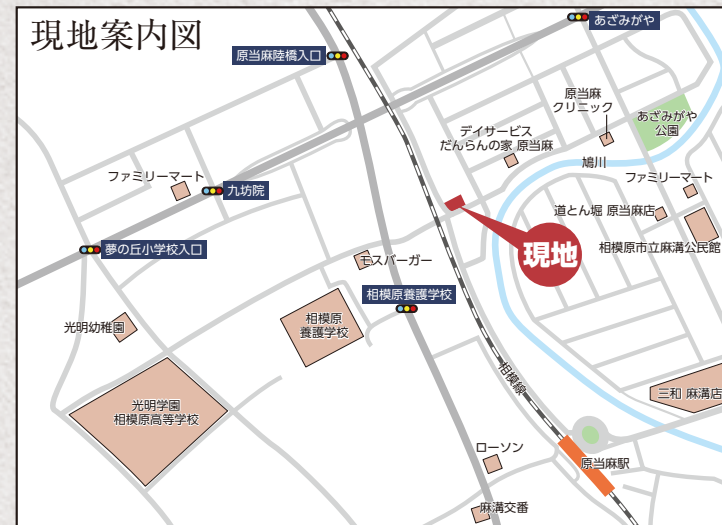 現地案内図
あざみがや
原当麻陸橋入口
原当麻
クリニック
あざみがや
公園
デイサービス
だんらんの家 原当麻
鳩川
ファミリーマート
ファミリーマート
九坊院
道とん堀 原当麻店
相模原市立麻溝公民館
現地
夢の丘小学校入口
モスバーガー
相模原養護学校
光明幼稚園
相模原
養護学校
相模線
三和 麻溝店
光明学園
相模原高等学校
ローソン
原当麻駅
麻溝交番